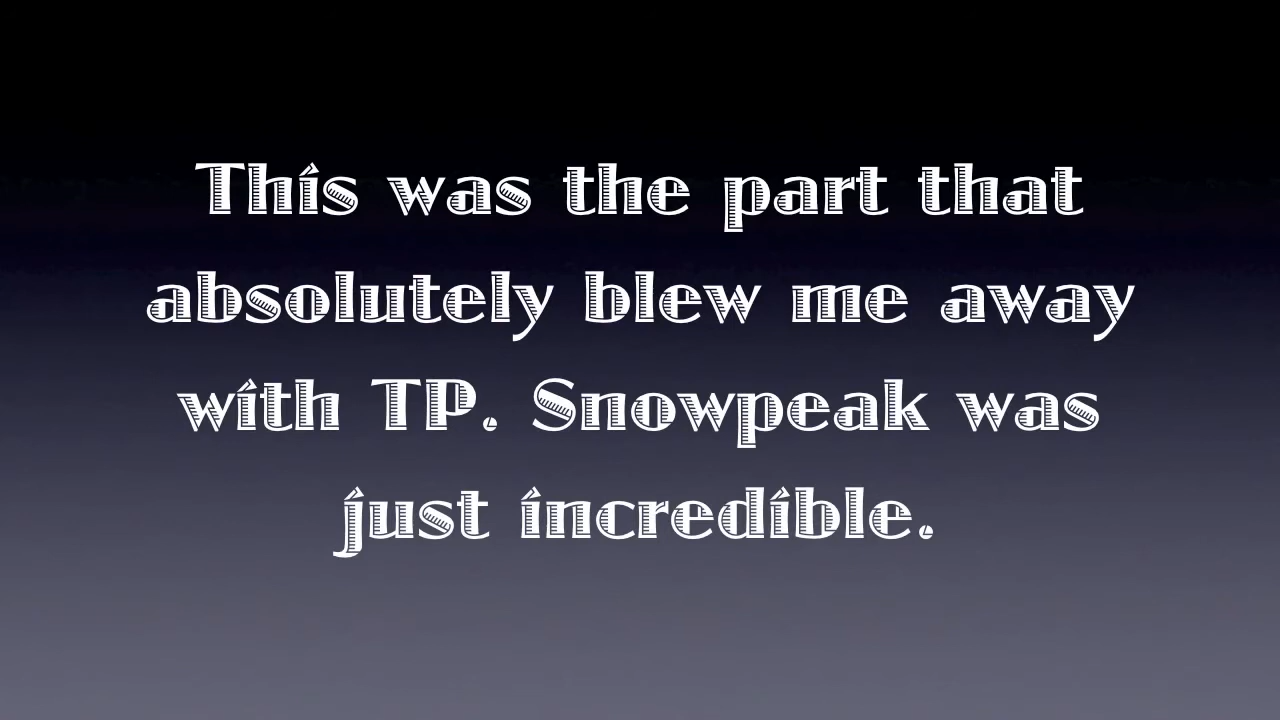 This was the part that
absolutely blew me away
with TP. Snowpeak was
just incredible.